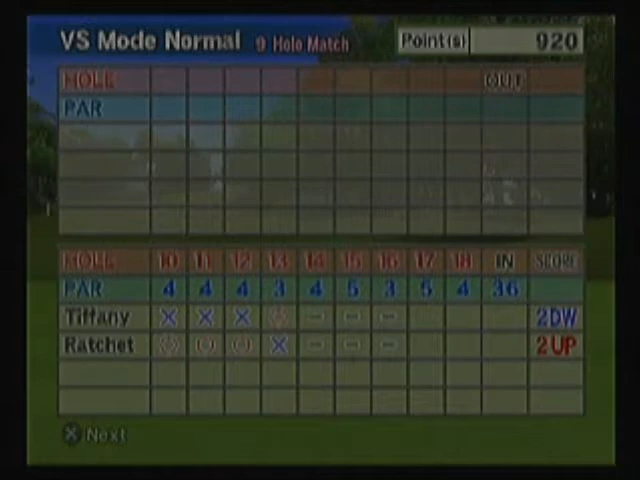 VS Mode Normal 9 Hole Match Point(s) 920
HOLE OUT
PAR
HOLE 10 11 12 13 14 15 16 17 18 IN SCORE
PAR 4 4 4 3 4 5 3 5 4 36
Tiffany × × × ○ - - - 2DW
Ratchet ○ ○ ○ × - - - 2UP
× Next